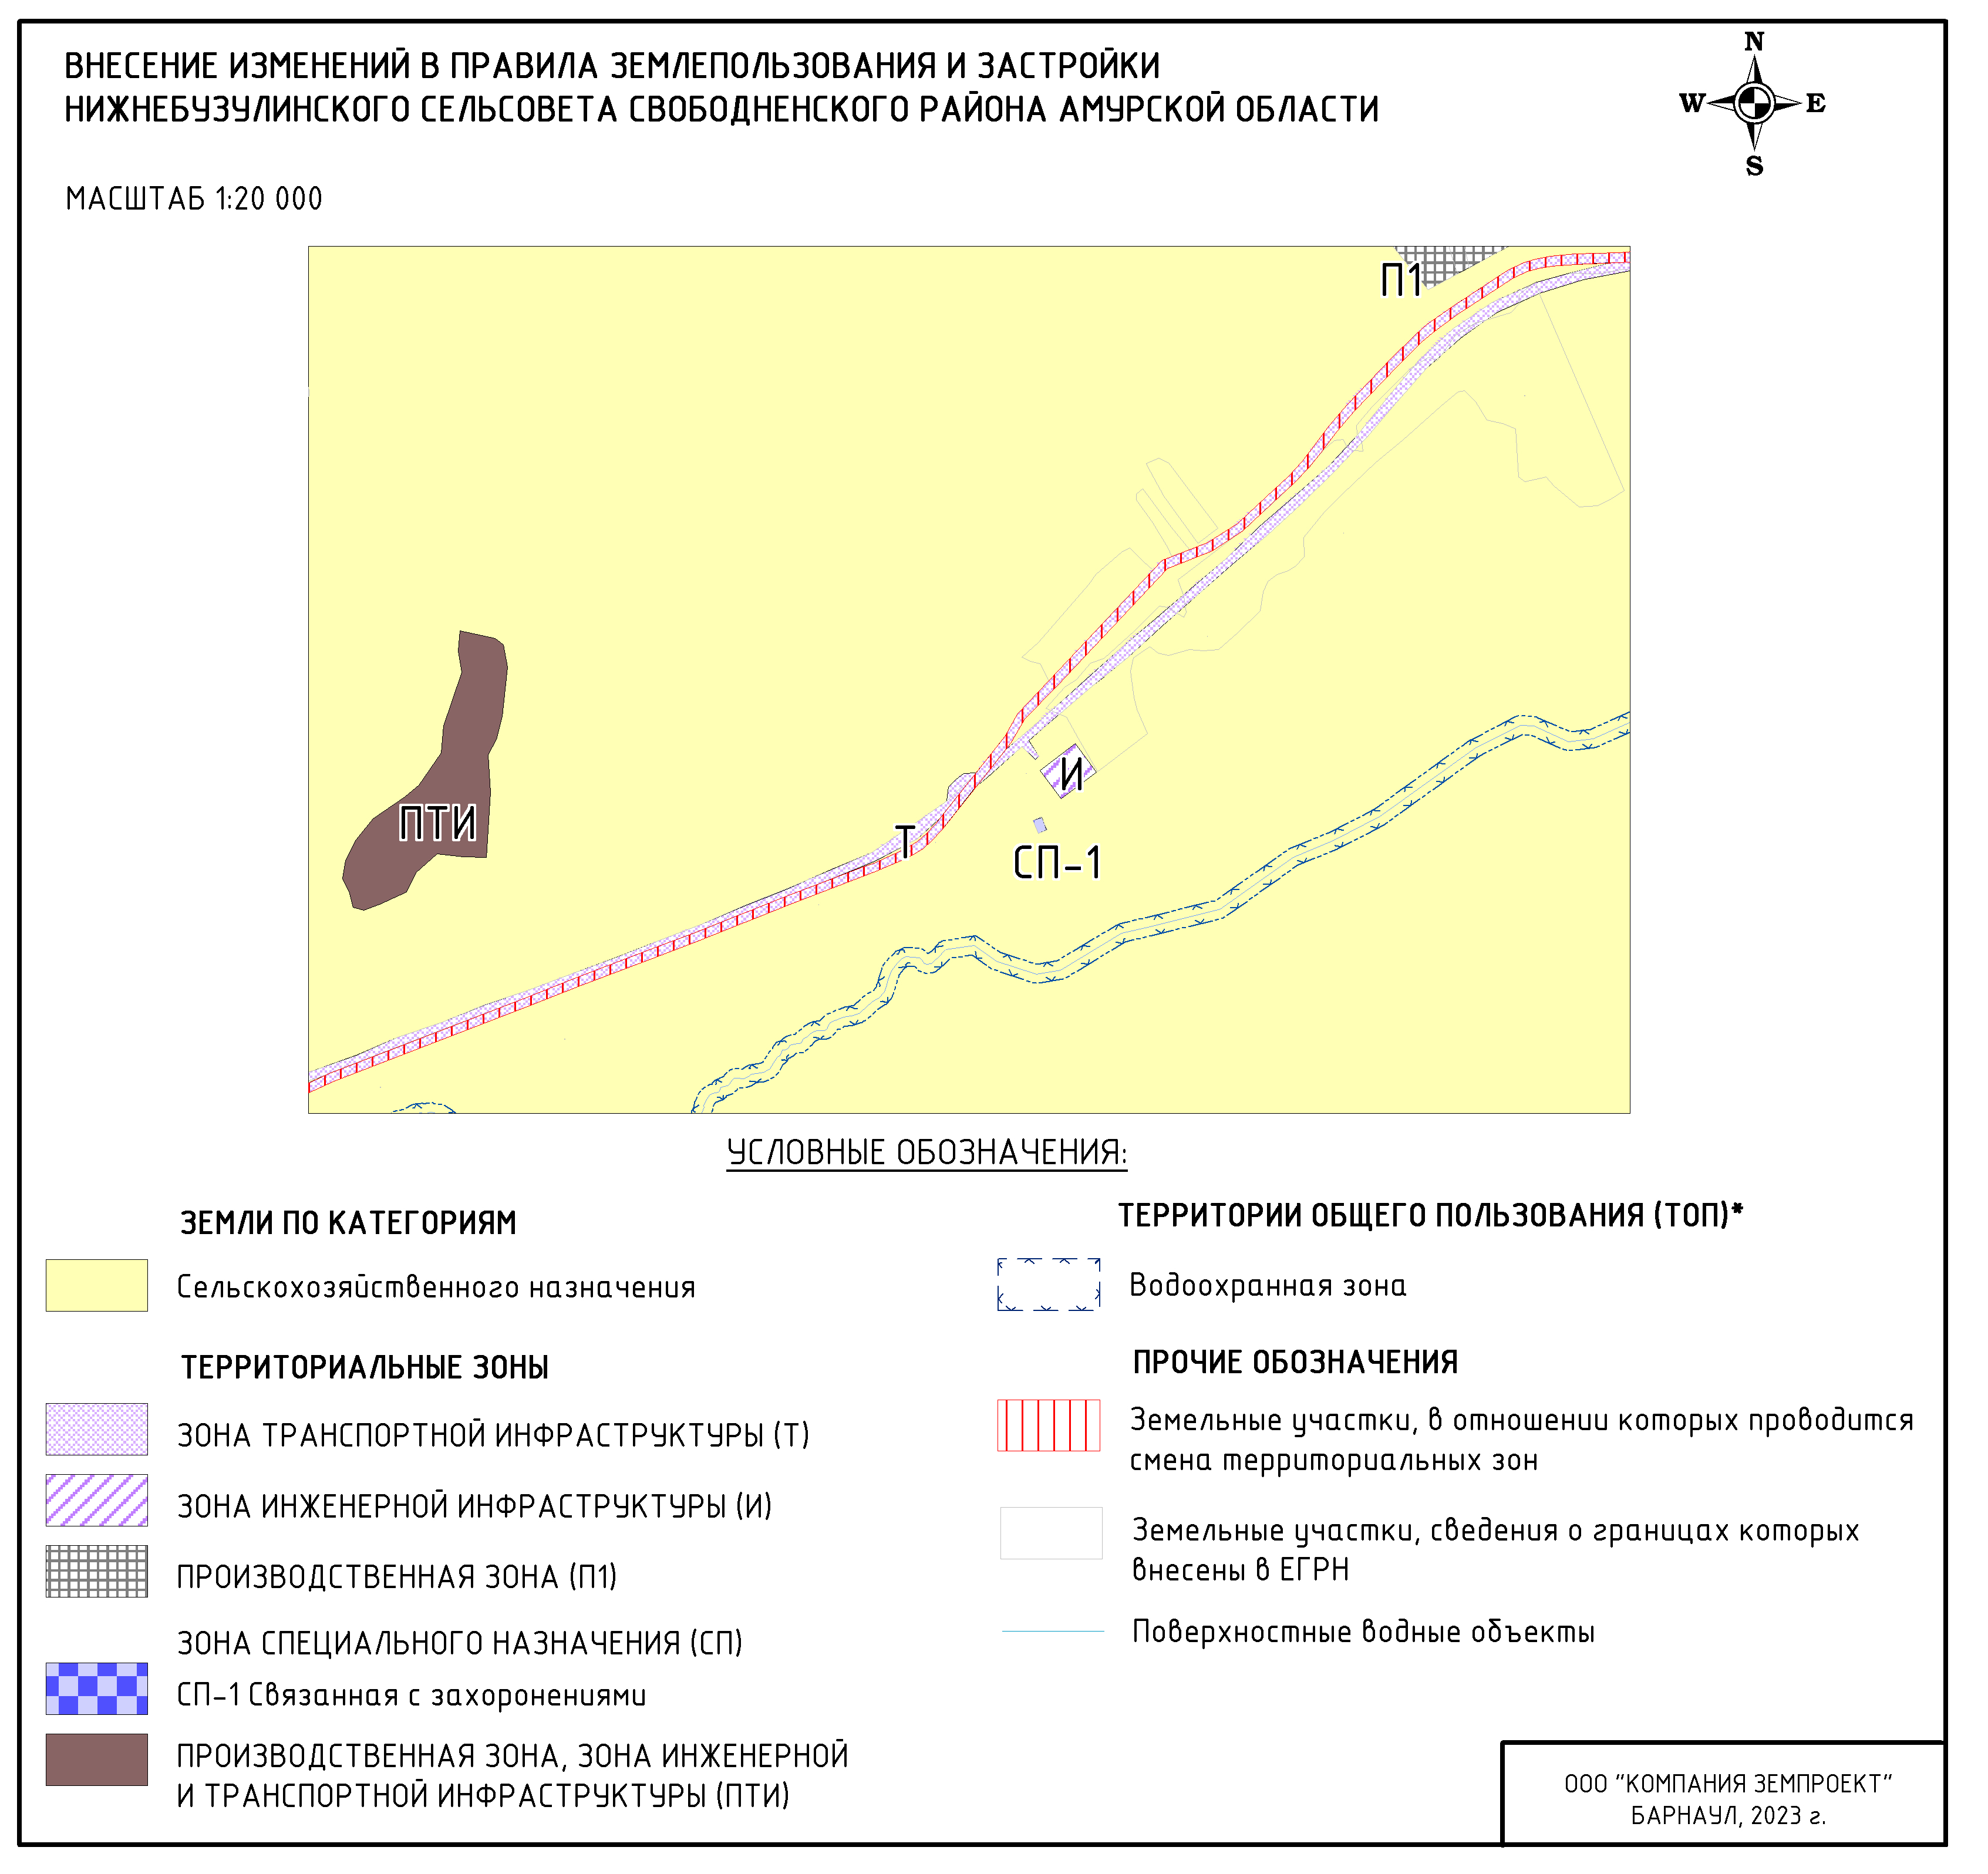 ВНЕСЕНИЕ ИЗМЕНЕНИЙ В ПРАВИЛА ЗЕМЛЕПОЛЬЗОВАНИЯ И ЗАСТРОЙКИ
НИЖНЕБУЗУЛИНСКОГО СЕЛЬСОВЕТА СВОБОДНЕНСКОГО РАЙОНА АМУРСКОЙ ОБЛАСТИ
N
W E
S
МАСШТАБ 1:20 000
П1
И
ПТИ
Т
СП-1
УСЛОВНЫЕ ОБОЗНАЧЕНИЯ:
ЗЕМЛИ ПО КАТЕГОРИЯМ
Сельскохозяйственного назначения
ТЕРРИТОРИАЛЬНЫЕ ЗОНЫ
ЗОНА ТРАНСПОРТНОЙ ИНФРАСТРУКТУРЫ (Т)
ЗОНА ИНЖЕНЕРНОЙ ИНФРАСТРУКТУРЫ (И)
ПРОИЗВОДСТВЕННАЯ ЗОНА (П1)
ЗОНА СПЕЦИАЛЬНОГО НАЗНАЧЕНИЯ (СП)
СП-1 Связанная с захоронениями
ПРОИЗВОДСТВЕННАЯ ЗОНА, ЗОНА ИНЖЕНЕРНОЙ
И ТРАНСПОРТНОЙ ИНФРАСТРУКТУРЫ (ПТИ)
ТЕРРИТОРИИ ОБЩЕГО ПОЛЬЗОВАНИЯ (ТОП)*
Водоохранная зона
ПРОЧИЕ ОБОЗНАЧЕНИЯ
Земельные участки, в отношении которых проводится
смена территориальных зон
Земельные участки, сведения о границах которых
внесены в ЕГРН
Поверхностные водные объекты
ООО "КОМПАНИЯ ЗЕМПРОЕКТ"
БАРНАУЛ, 2023 г.